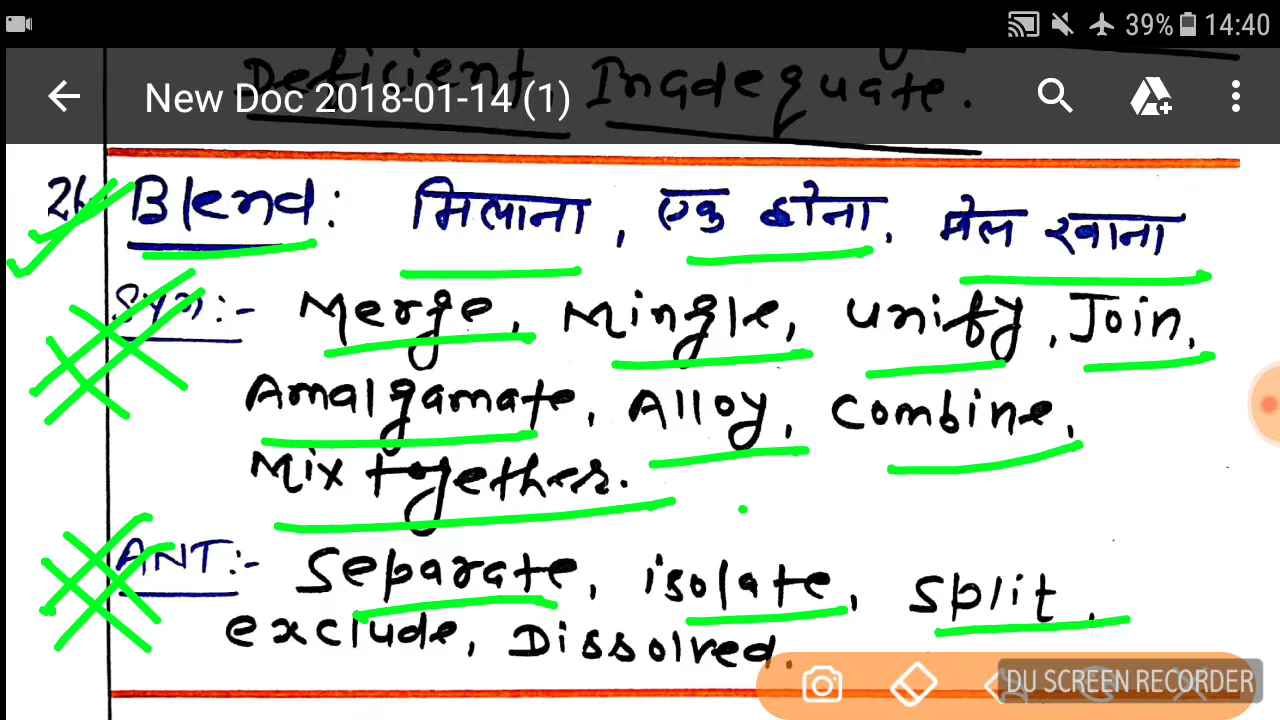 39% 14:40
Deficient, Inadequate.
New Doc 2018-01-14 (1)
26 Blend: मिलाना, एक होना, मेल खाना
Syn:- Merge, Mingle, unify, Join,
Amalgamate, Alloy, combine,
Mix together.
ANT:- Separate, isolate, split,
exclude, Dissolved.
DU SCREEN RECORDER